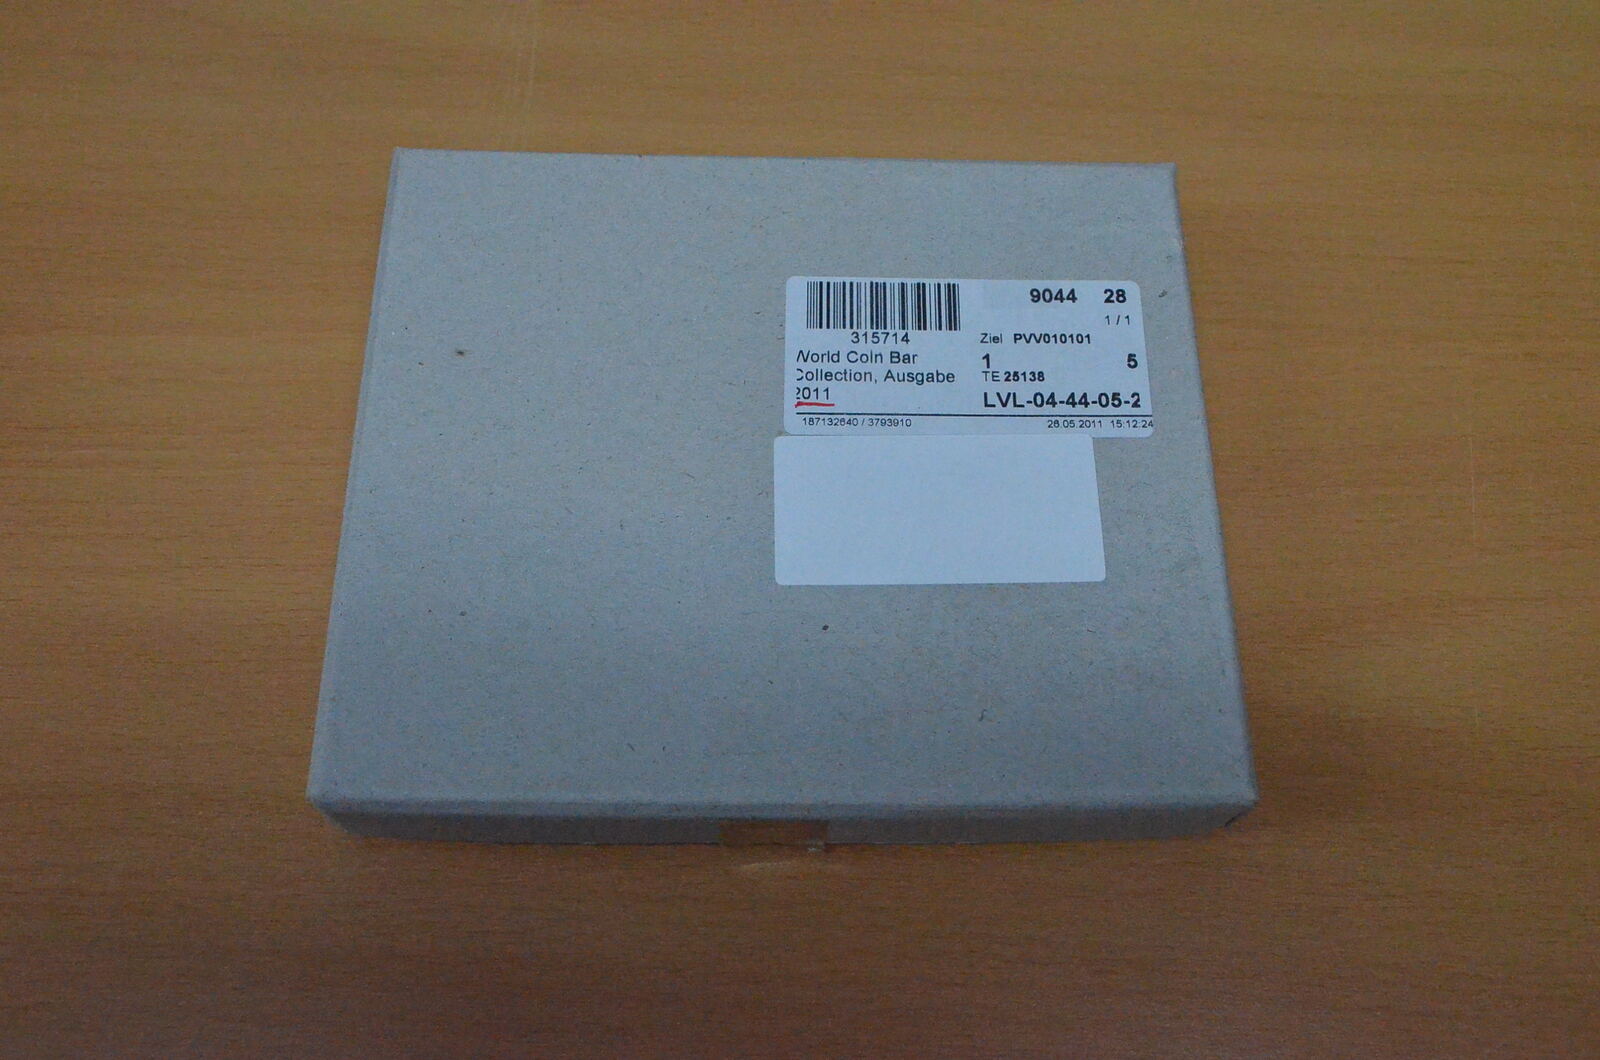 315714
World Coin Bar
Collection, Ausgabe
2011
187132640 / 3793910
9044 28
1 / 1
Ziel PVV010101
1 5
TE 25138
LVL-04-44-05-2
26.05.2011 15:12:24